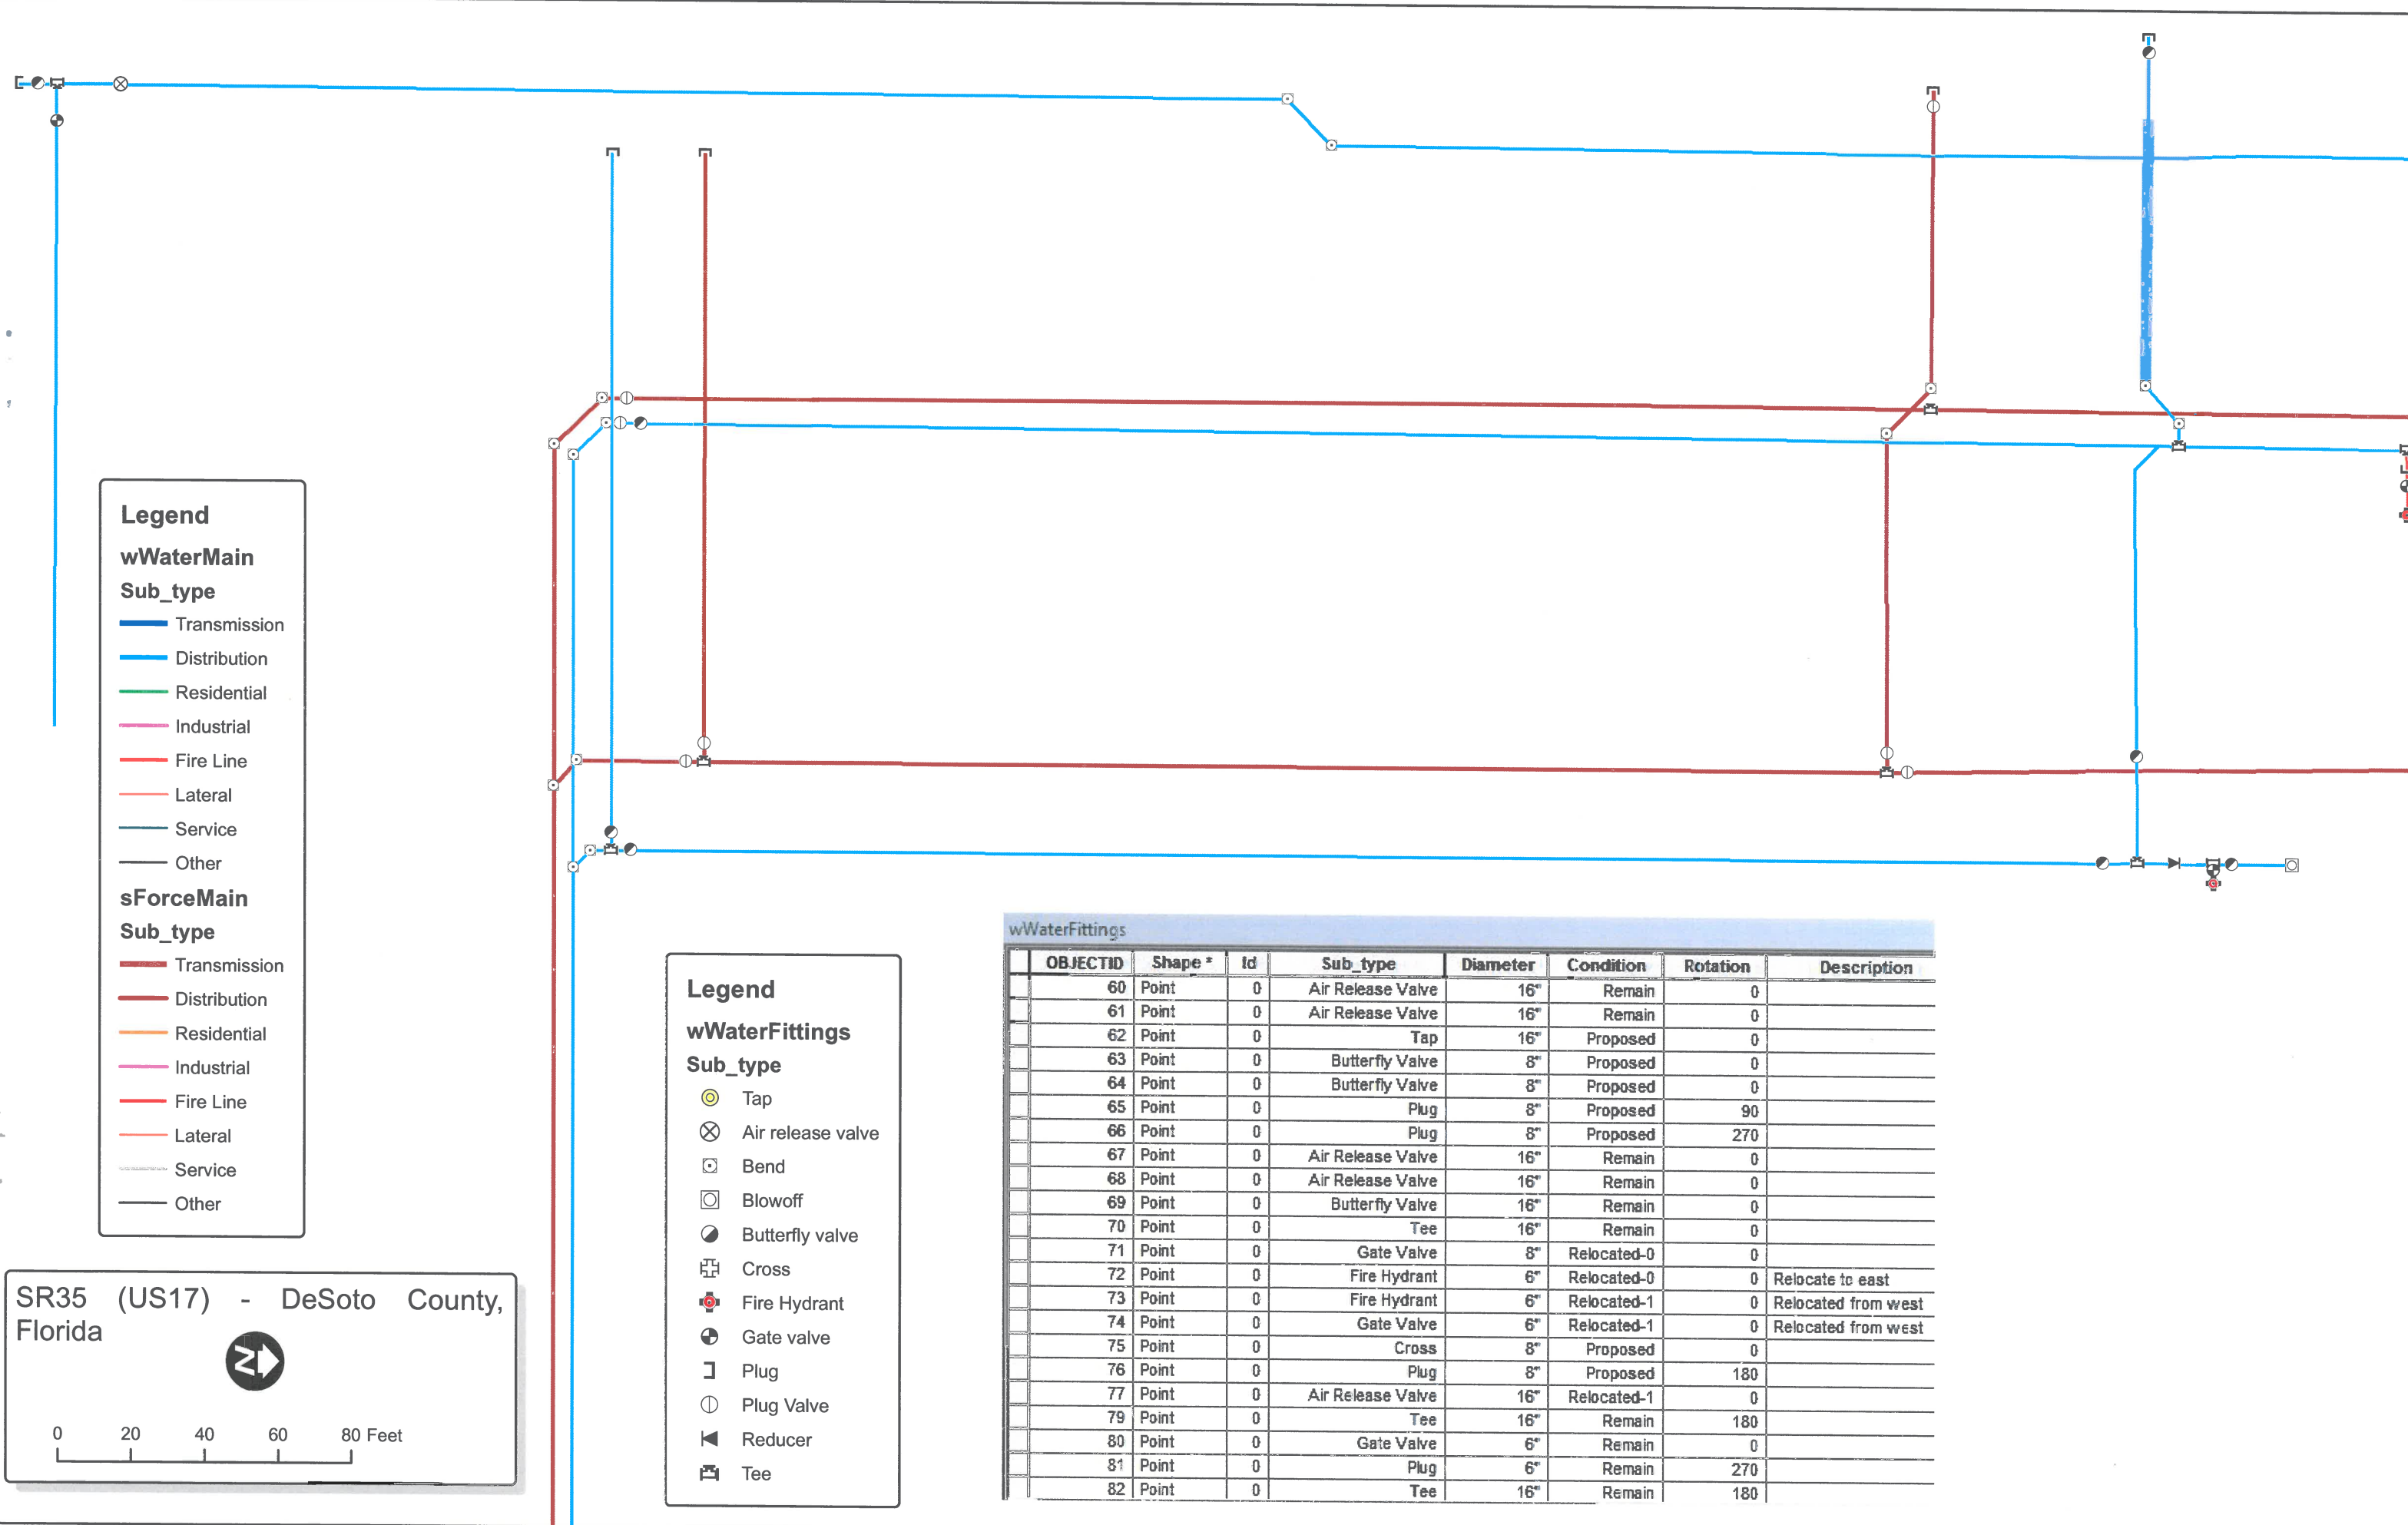 Legend
wWaterMain
Sub_type
Transmission
Distribution
Residential
Industrial
Fire Line
Lateral
Service
Other
sForceMain
Sub_type
Transmission
Distribution
Residential
Industrial
Fire Line
Lateral
Service
Other
SR35 (US17) - DeSoto County,
Florida
N
0 20 40 60 80 Feet
Legend
wWaterFittings
Sub_type
Tap
Air release valve
Bend
Blowoff
Butterfly valve
Cross
Fire Hydrant
Gate valve
Plug
Plug Valve
Reducer
Tee
wWaterFittings
OBJECTID Shape * Id Sub_type Diameter Condition Rotation Description
60 Point 0 Air Release Valve 16" Remain 0
61 Point 0 Air Release Valve 16" Remain 0
62 Point 0 Tap 16" Proposed 0
63 Point 0 Butterfly Valve 8" Proposed 0
64 Point 0 Butterfly Valve 8" Proposed 0
65 Point 0 Plug 8" Proposed 90
66 Point 0 Plug 8" Proposed 270
67 Point 0 Air Release Valve 16" Remain 0
68 Point 0 Air Release Valve 16" Remain 0
69 Point 0 Butterfly Valve 16" Remain 0
70 Point 0 Tee 16" Remain 0
71 Point 0 Gate Valve 8" Relocated-0 0
72 Point 0 Fire Hydrant 6" Relocated-0 0 Relocate to east
73 Point 0 Fire Hydrant 6" Relocated-1 0 Relocated from west
74 Point 0 Gate Valve 6" Relocated-1 0 Relocated from west
75 Point 0 Cross 8" Proposed 0
76 Point 0 Plug 8" Proposed 180
77 Point 0 Air Release Valve 16" Relocated-1 0
79 Point 0 Tee 16" Remain 180
80 Point 0 Gate Valve 6" Remain 0
81 Point 0 Plug 6" Remain 270
82 Point 0 Tee 16" Remain 180